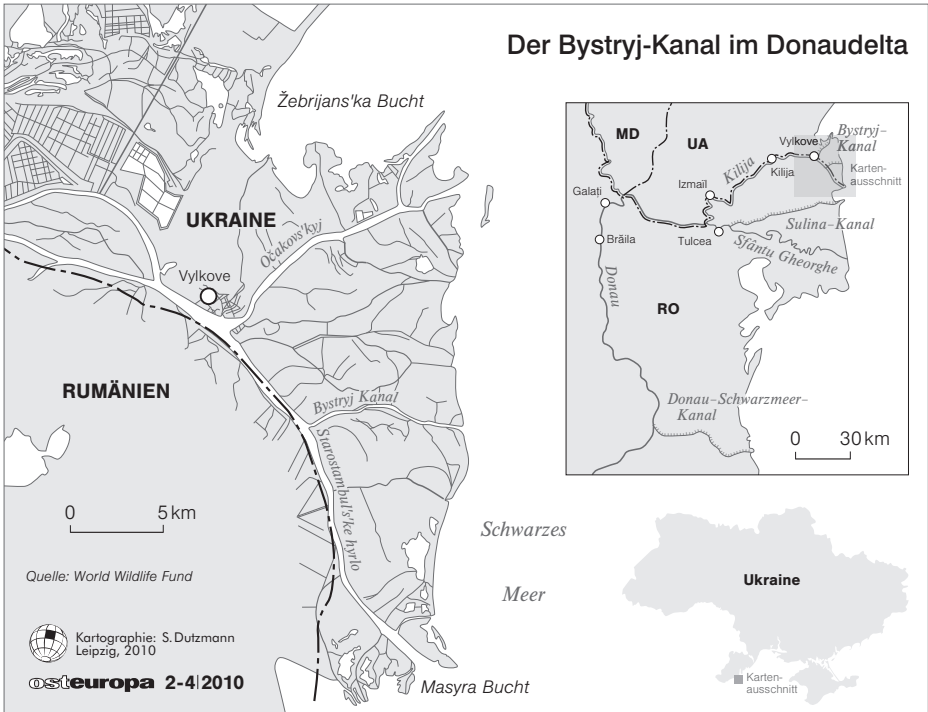 Der Bystryj-Kanal im Donaudelta
Žebrijans'ka Bucht
UKRAINE
Očakovs'kyj
Vylkove
RUMÄNIEN
Bystryj Kanal
Starostambul's'ke hyrlo
0 5 km
Schwarzes
Meer
Masyra Bucht
Quelle: World Wildlife Fund
Kartographie: S. Dutzmann
Leipzig, 2010
osteuropa 2-4|2010
MD
UA
Vylkove
Bystryj-
Kanal
Kilija
Kilija
Karten-
ausschnitt
Izmaïl
Galați
Sulina-Kanal
Brăila
Tulcea
Sfântu Gheorghe
Donau
RO
Donau-Schwarzmeer-
Kanal
0 30 km
Ukraine
Karten-
ausschnitt